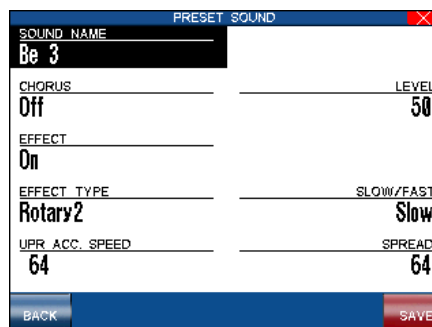 PRESET SOUND
SOUND NAME
Be 3
CHORUS
Off
LEVEL
50
EFFECT
On
EFFECT TYPE
Rotary2
SLOW/FAST
Slow
UPR ACC. SPEED
64
SPREAD
64
BACK
SAVE